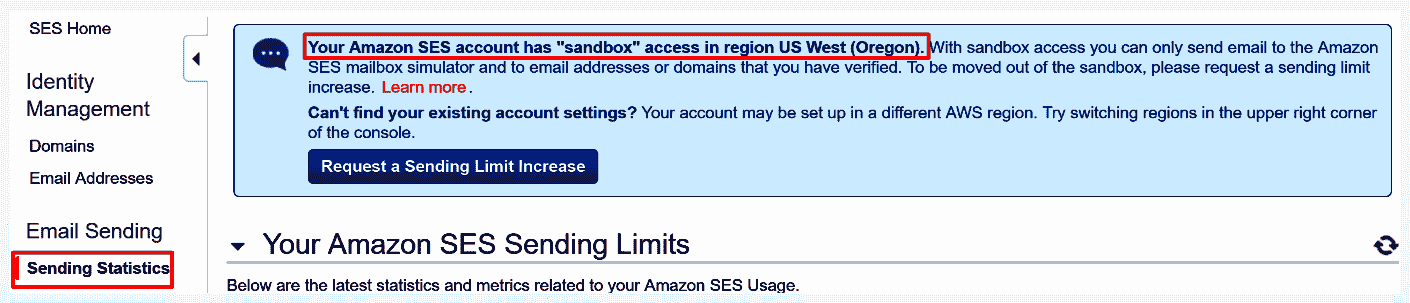 SES Home
Identity
Management
Domains
Email Addresses
Email Sending
Sending Statistics
Your Amazon SES account has "sandbox" access in region US West (Oregon). With sandbox access you can only send email to the Amazon
SES mailbox simulator and to email addresses or domains that you have verified. To be moved out of the sandbox, please request a sending limit
increase. Learn more.
Can't find your existing account settings? Your account may be set up in a different AWS region. Try switching regions in the upper right corner
of the console.
Request a Sending Limit Increase
Your Amazon SES Sending Limits
Below are the latest statistics and metrics related to your Amazon SES Usage.